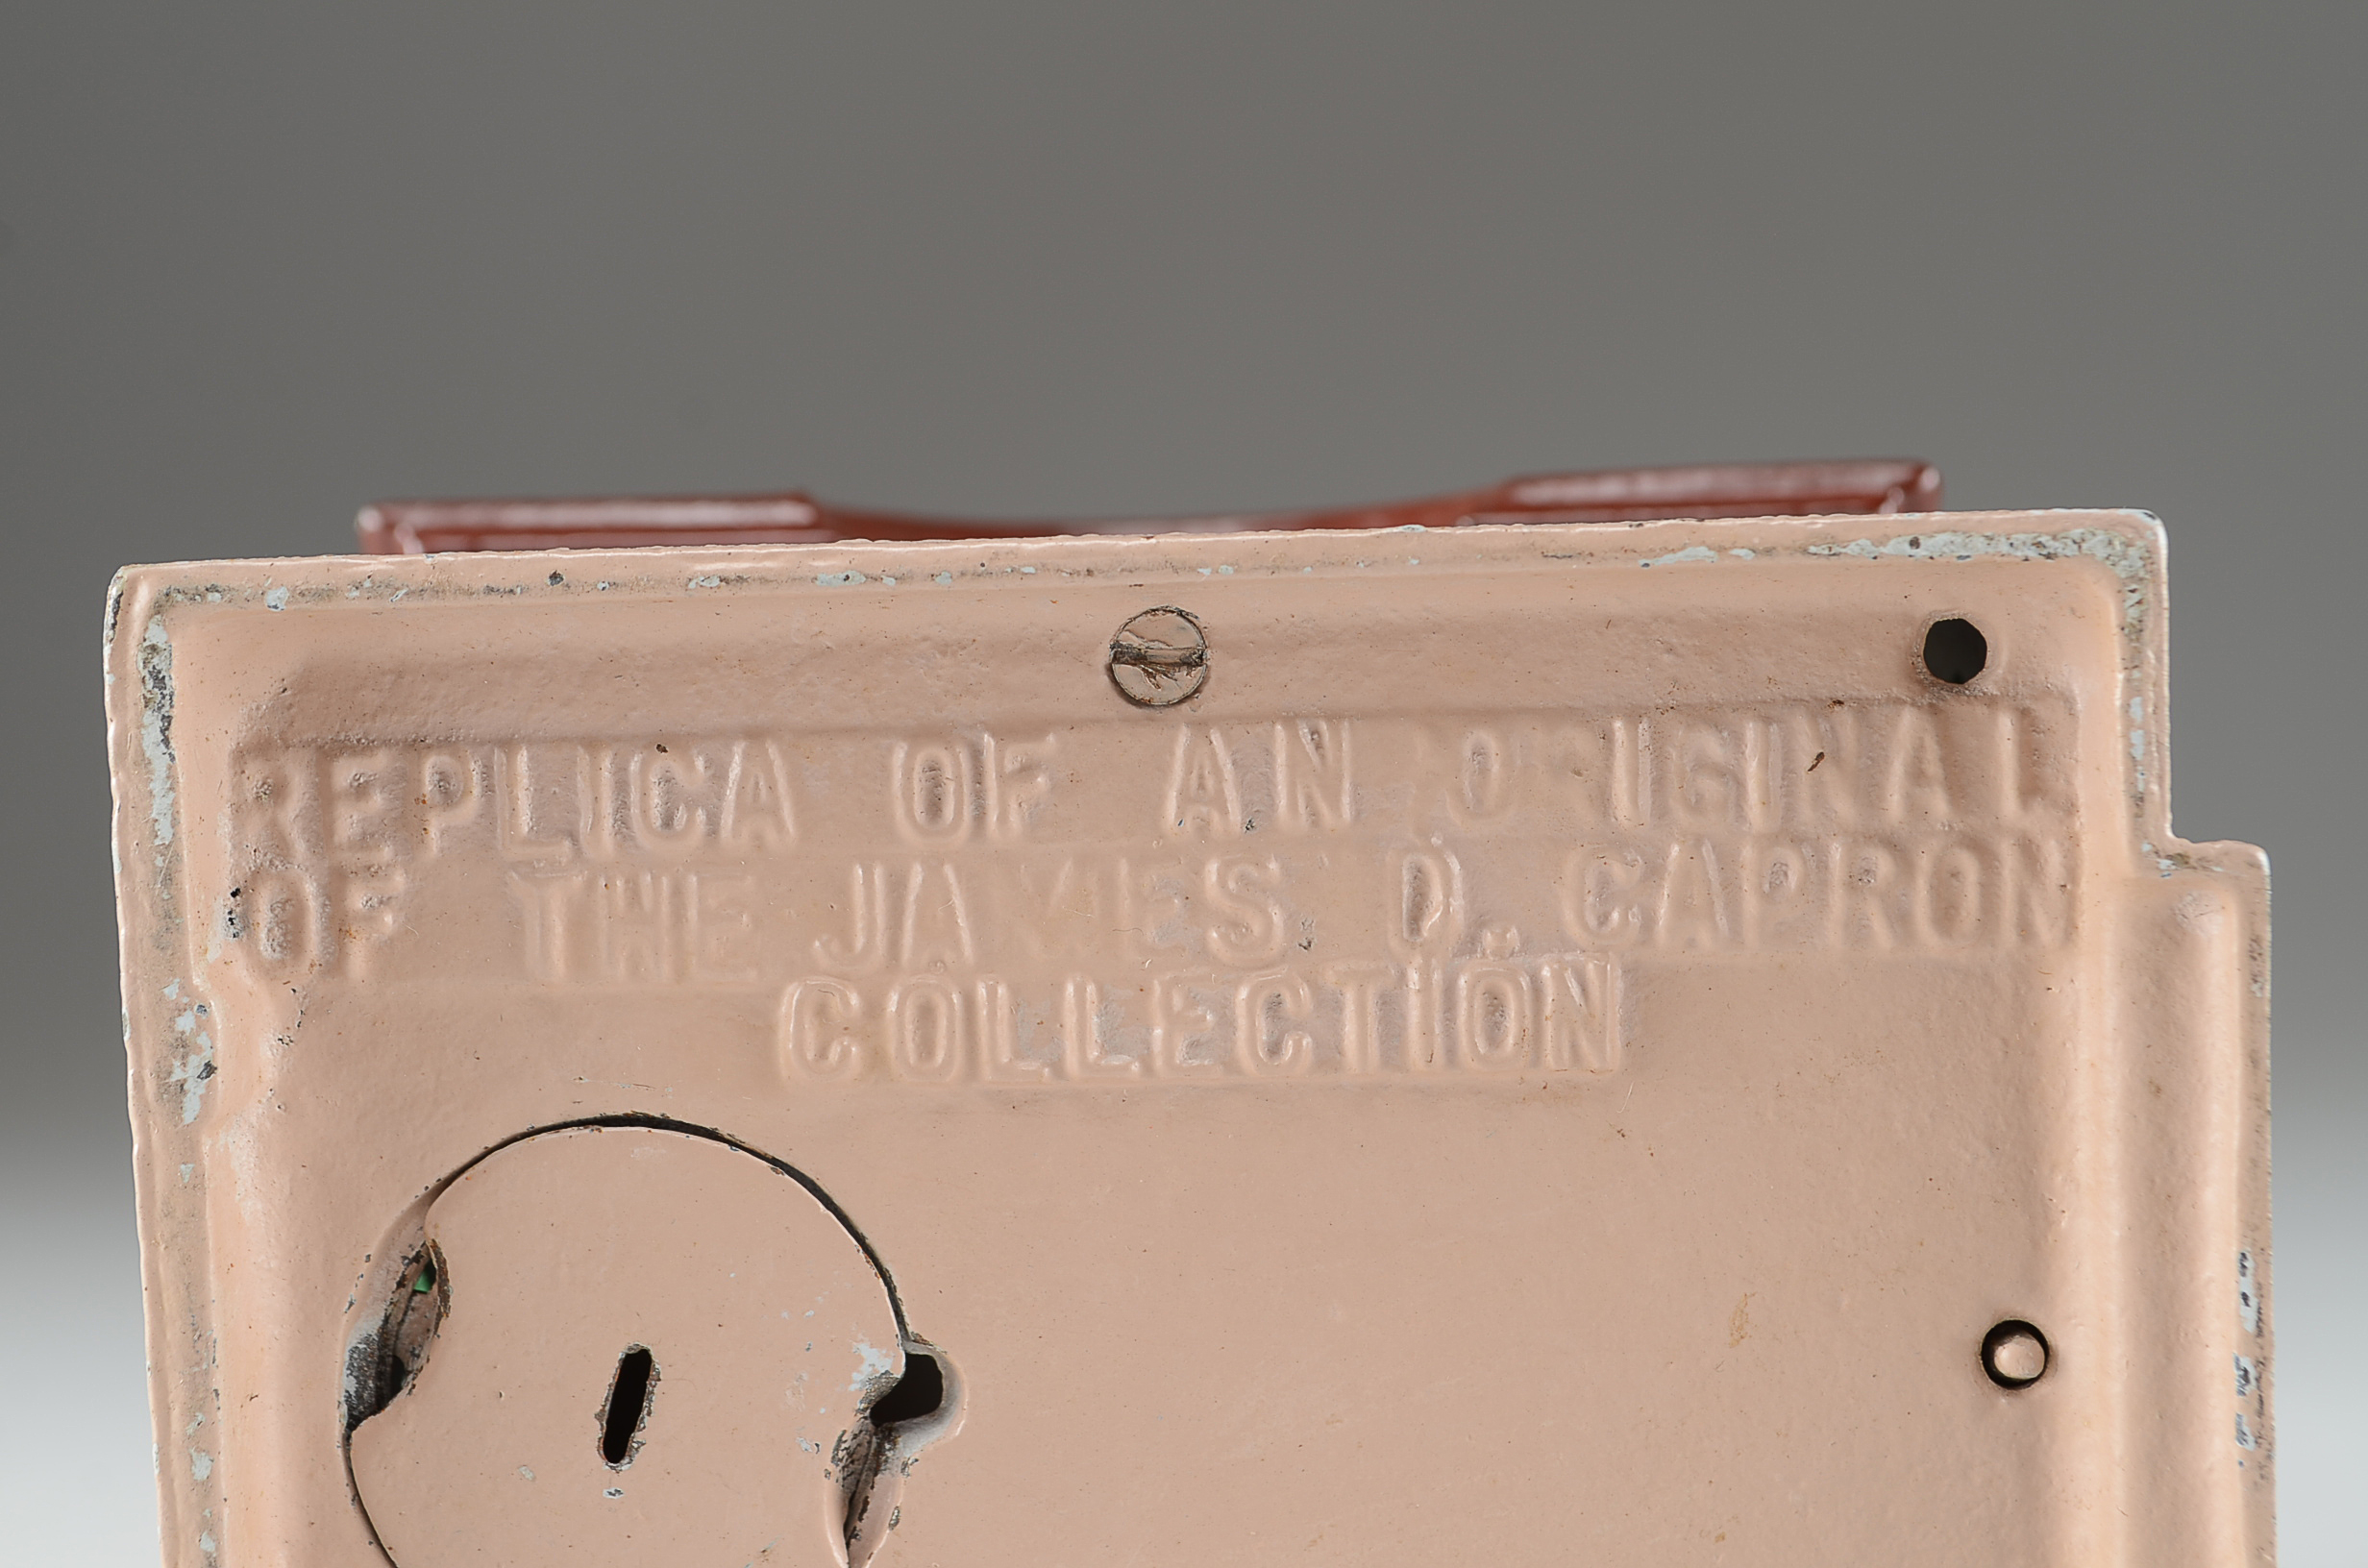 REPLICA OF AN ORIGINAL
OF THE JAMES D. CAPRON
COLLECTION